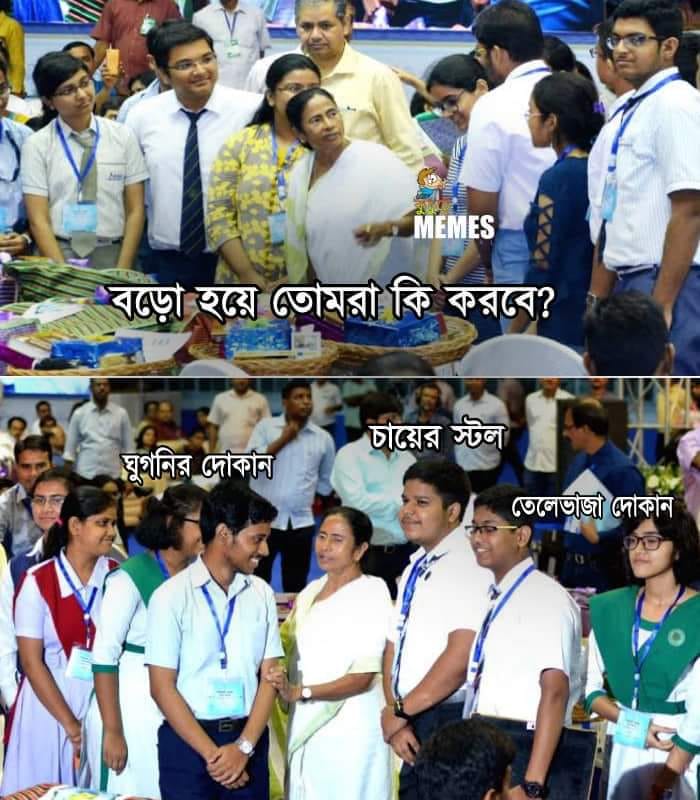 MEMES
বড়ো হয়ে তোমরা কি করবে?
চায়ের স্টল
ঘুগনির দোকান
তেলেভাজা দোকান